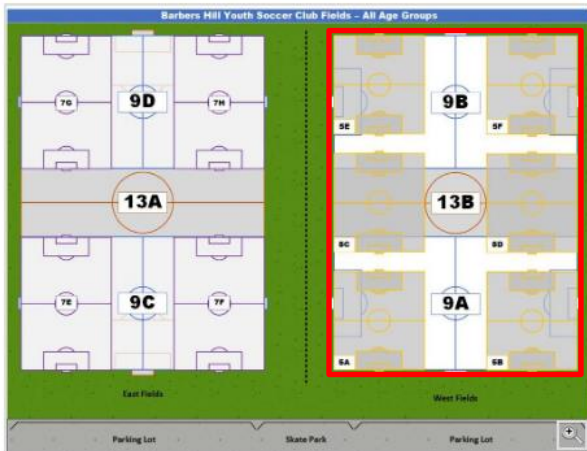 Barbers Hill Youth Soccer Club Fields – All Age Groups
7G 9D 7H
9B
5E 5F
13A
13B
5C 5D
7E 9C 7F
9A
5A 5B
East Fields
West Fields
Parking Lot Skate Park Parking Lot